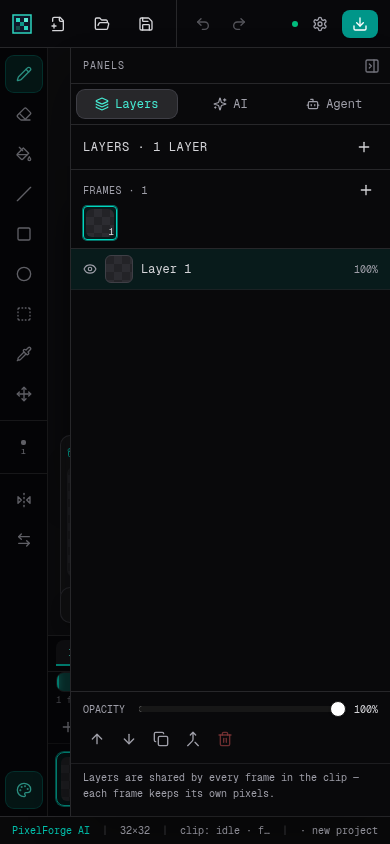 PANELS
Layers
AI
Agent
LAYERS · 1 LAYER
FRAMES · 1
1
Layer 1
100%
1
OPACITY
100%
Layers are shared by every frame in the clip —
each frame keeps its own pixels.
PixelForge AI | 32×32 | clip: idle · f… | · new project